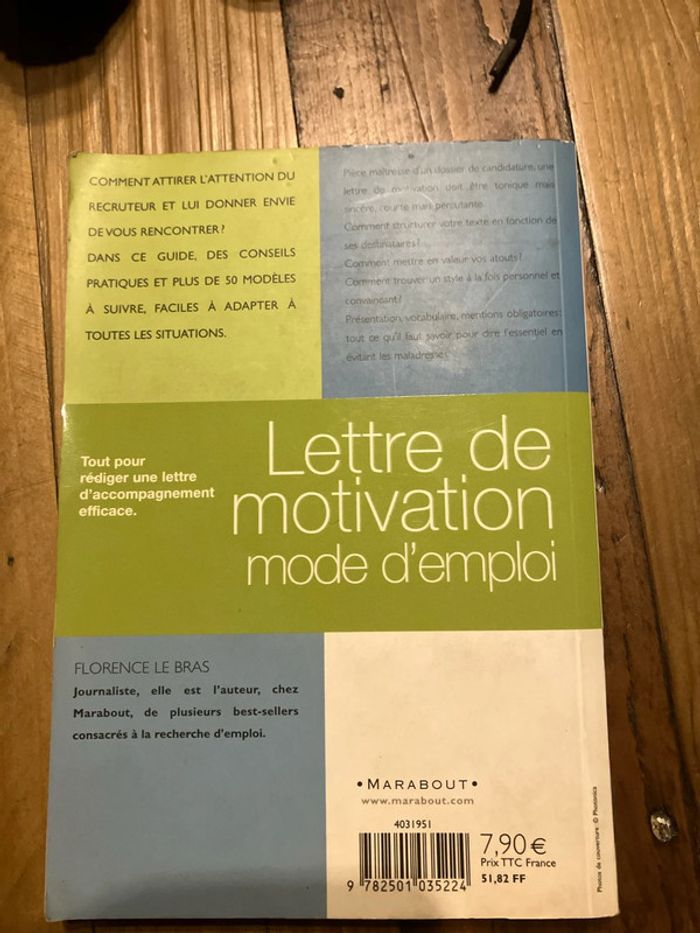 COMMENT ATTIRER L'ATTENTION DU
RECRUTEUR ET LUI DONNER ENVIE
DE VOUS RENCONTRER ?
DANS CE GUIDE, DES CONSEILS
PRATIQUES ET PLUS DE 50 MODÈLES
À SUIVRE, FACILES À ADAPTER À
TOUTES LES SITUATIONS.
Pièce maîtresse d'un dossier de candidature, une
lettre de motivation doit être tonique mais
sincère, courte mais percutante.
Comment structurer votre texte en fonction de
ses destinataires ?
Comment mettre en valeur vos atouts ?
Comment trouver un style à la fois personnel et
convaincant ?
Présentation, vocabulaire, mentions obligatoires :
tout ce qu'il faut savoir pour dire l'essentiel en
évitant les maladresses.
Tout pour
rédiger une lettre
d'accompagnement
efficace.
Lettre de
motivation
mode d'emploi
FLORENCE LE BRAS
Journaliste, elle est l'auteur, chez
Marabout, de plusieurs best-sellers
consacrés à la recherche d'emploi.
• MARABOUT •
www.marabout.com
4031951
9 782501 035224
7,90 €
Prix TTC France
51,82 FF
Photos de couverture : © Photonica